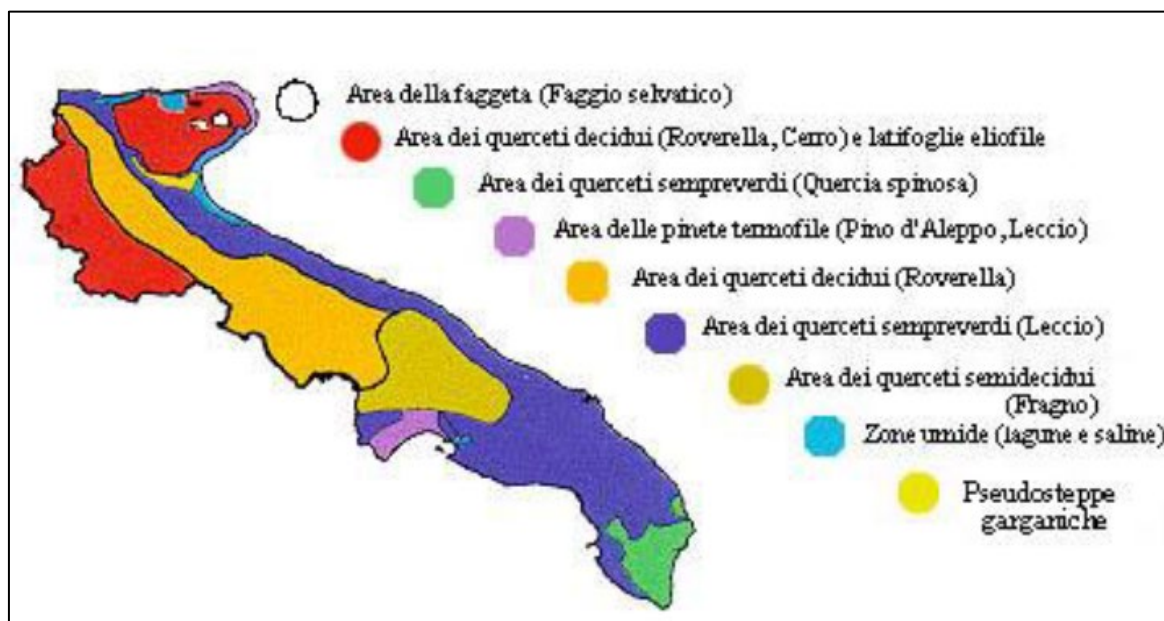 Area della faggeta (Faggio selvatico)
Area dei querceti decidui (Roverella, Cerro) e latifoglie eliofile
Area dei querceti sempreverdi (Quercia spinosa)
Area delle pinete termofile (Pino d'Aleppo, Leccio)
Area dei querceti decidui (Roverella)
Area dei querceti sempreverdi (Leccio)
Area dei querceti semidecidui
(Fragno)
Zone umide (lagune e saline)
Pseudosteppe
garganiche